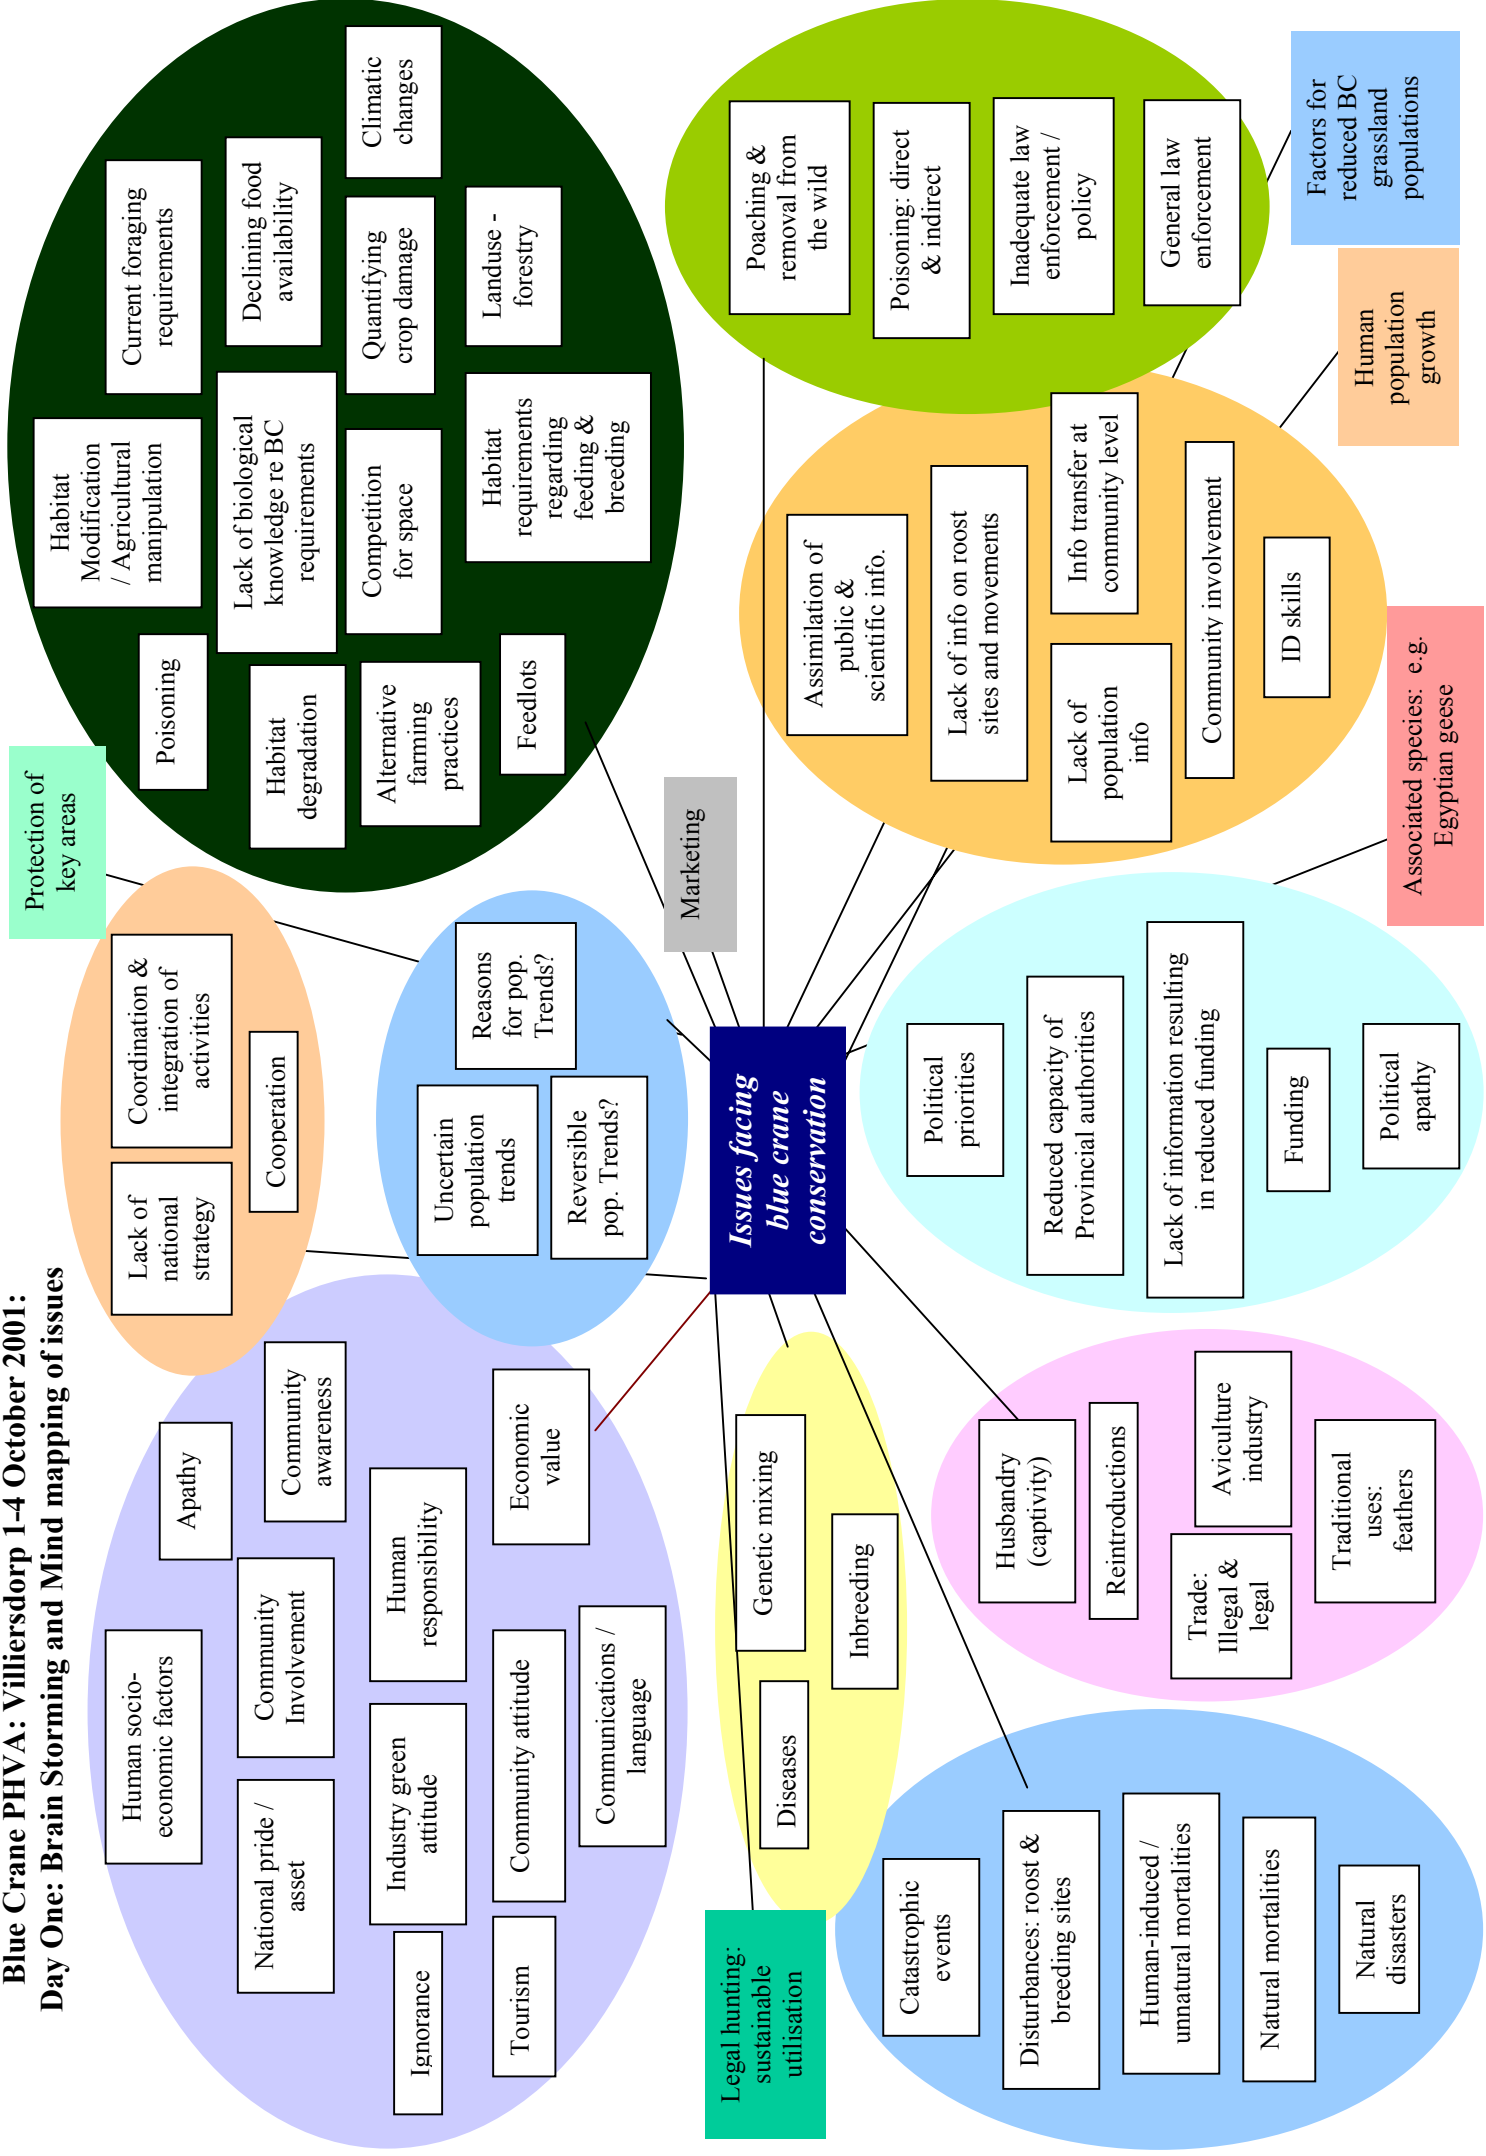 Blue Crane PHVA: Villiersdorp 1-4 October 2001:
Day One: Brain Storming and Mind mapping of issues
Human socio-
economic factors
Apathy
National pride /
asset
Community
Involvement
Community
awareness
Industry green
attitude
Human
responsibility
Ignorance
Tourism
Community attitude
Economic
value
Communications /
language
Lack of
national
strategy
Coordination &
integration of
activities
Cooperation
Protection of
key areas
Uncertain
population
trends
Reasons
for pop.
Trends?
Reversible
pop. Trends?
Habitat
Modification
/ Agricultural
manipulation
Current foraging
requirements
Poisoning
Lack of biological
knowledge re BC
requirements
Declining food
availability
Habitat
degradation
Competition
for space
Quantifying
crop damage
Climatic
changes
Alternative
farming
practices
Habitat
requirements
regarding
feeding &
breeding
Landuse -
forestry
Feedlots
Marketing
Issues facing
blue crane
conservation
Legal hunting:
sustainable
utilisation
Genetic mixing
Diseases
Inbreeding
Catastrophic
events
Disturbances: roost &
breeding sites
Human-induced /
unnatural mortalities
Natural mortalities
Natural
disasters
Husbandry
(captivity)
Reintroductions
Trade:
Illegal &
legal
Aviculture
industry
Traditional
uses:
feathers
Political
priorities
Reduced capacity of
Provincial authorities
Lack of information resulting
in reduced funding
Funding
Political
apathy
Assimilation of
public &
scientific info.
Lack of info on roost
sites and movements
Lack of
population
info
Info transfer at
community level
Community involvement
ID skills
Poaching &
removal from
the wild
Poisoning: direct
& indirect
Inadequate law
enforcement /
policy
General law
enforcement
Associated species:  e.g.
Egyptian geese
Human
population
growth
Factors for
reduced BC
grassland
populations